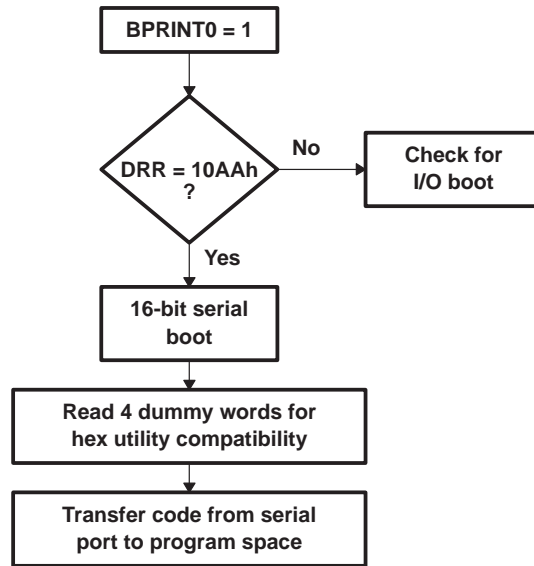 BPRINT0 = 1
DRR = 10AAh
?
No
Check for
I/O boot
Yes
16-bit serial
boot
Read 4 dummy words for
hex utility compatibility
Transfer code from serial
port to program space